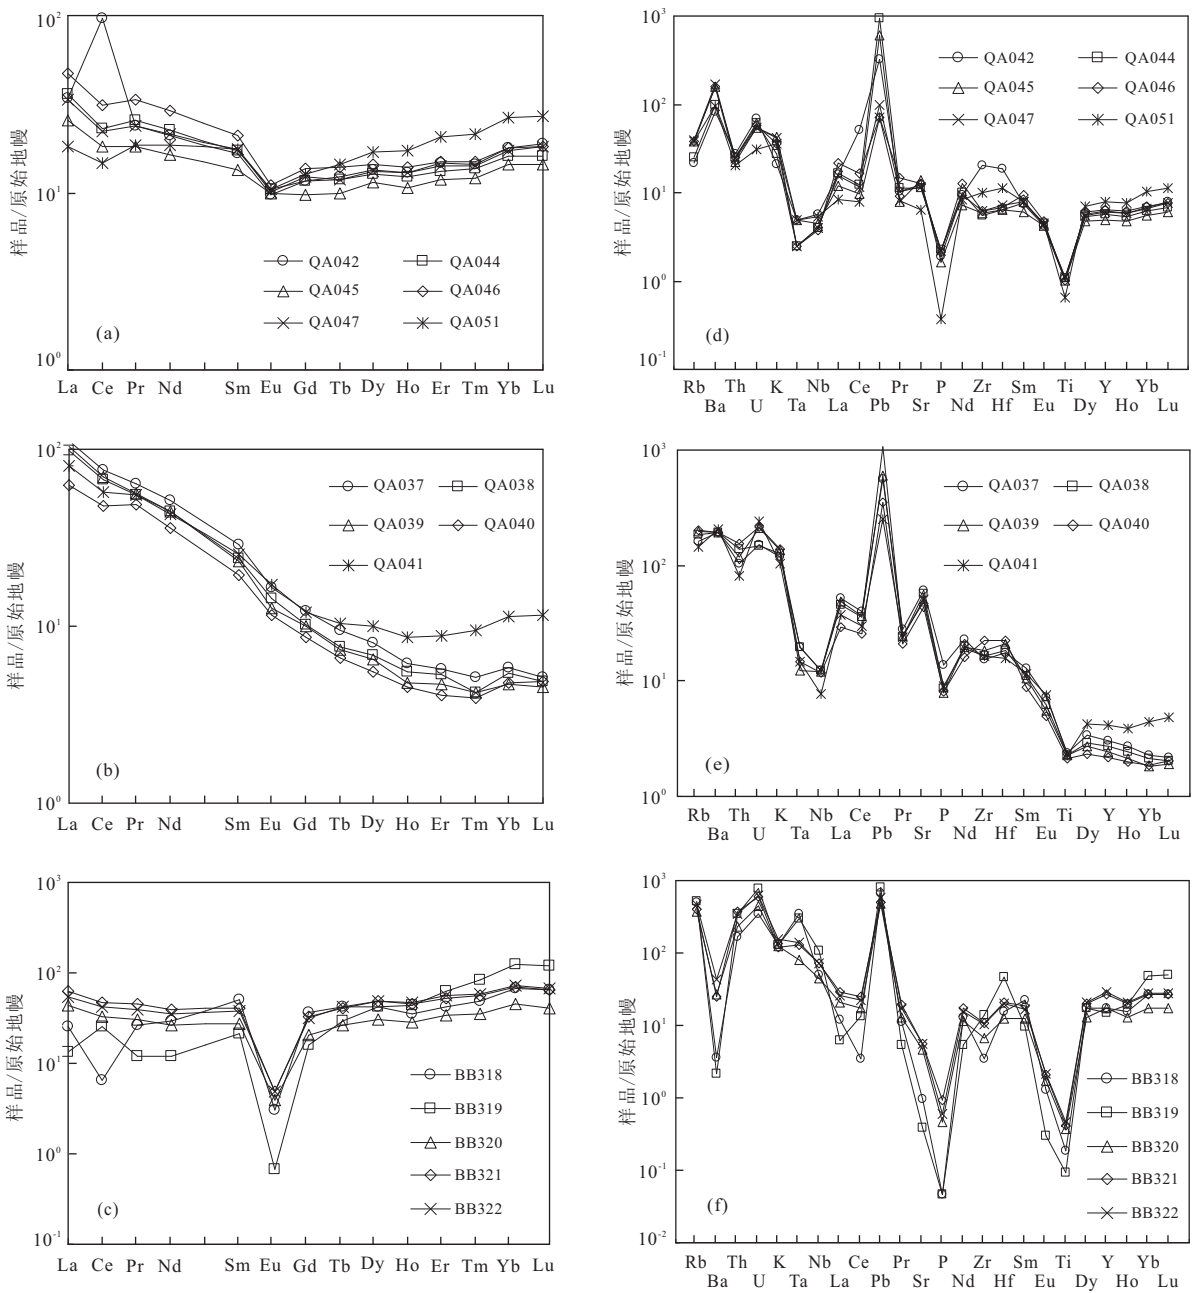 10²
10¹
10⁰
样品/原始地幔
QA042 QA044
QA045 QA046
QA047 QA051
(a)
La Ce Pr Nd Sm Eu Gd Tb Dy Ho Er Tm Yb Lu
10³
10²
10¹
10⁰
10⁻¹
样品/原始地幔
QA042 QA044
QA045 QA046
QA047 QA051
(d)
Rb Th K Nb Ce Pr P Zr Sm Ti Y Yb
Ba U Ta La Pb Sr Nd Hf Eu Dy Ho Lu
10²
10¹
10⁰
样品/原始地幔
QA037 QA038
QA039 QA040
QA041
(b)
La Ce Pr Nd Sm Eu Gd Tb Dy Ho Er Tm Yb Lu
10³
10²
10¹
10⁰
样品/原始地幔
QA037 QA038
QA039 QA040
QA041
(e)
Rb Th K Nb Ce Pr P Zr Sm Ti Y Yb
Ba U Ta La Pb Sr Nd Hf Eu Dy Ho Lu
10³
10²
10¹
10⁰
10⁻¹
样品/原始地幔
BB318
BB319
BB320
BB321
BB322
(c)
La Ce Pr Nd Sm Eu Gd Tb Dy Ho Er Tm Yb Lu
10³
10²
10¹
10⁰
10⁻¹
10⁻²
样品/原始地幔
BB318
BB319
BB320
BB321
BB322
(f)
Rb Th K Nb Ce Pr P Zr Sm Ti Y Yb
Ba U Ta La Pb Sr Nd Hf Eu Dy Ho Lu